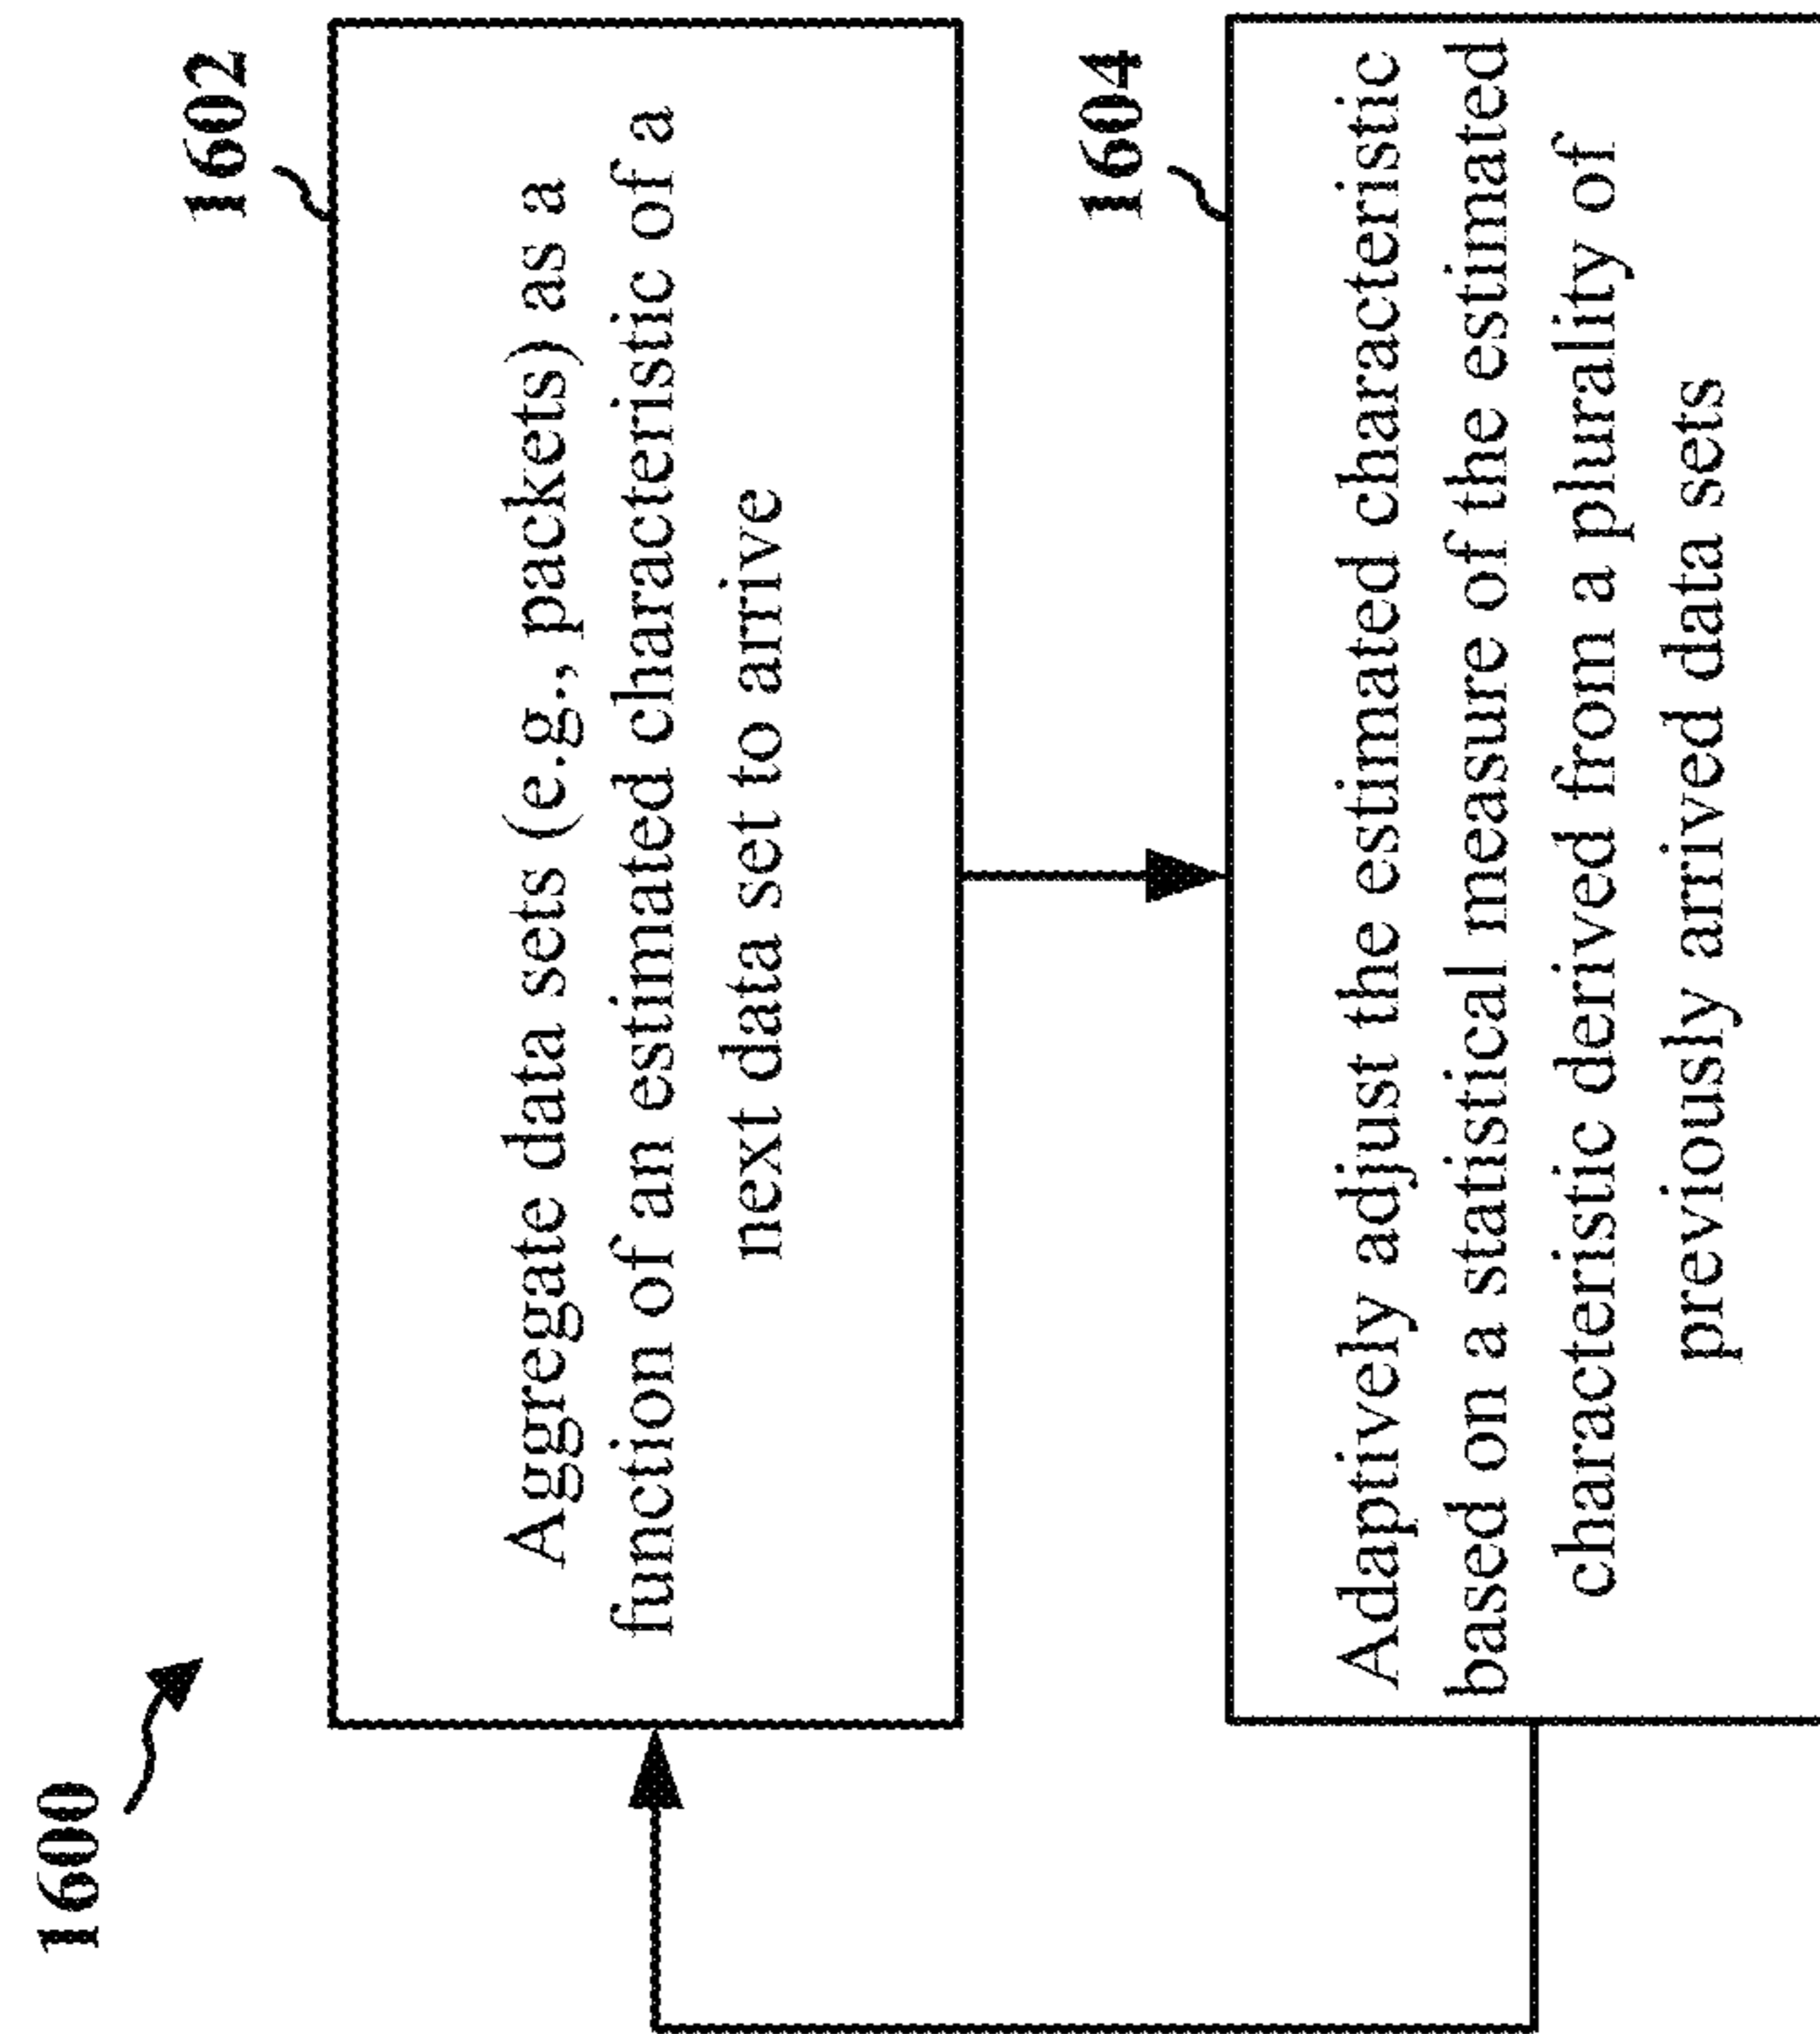 1600
1602
Aggregate data sets (e.g., packets) as a
function of an estimated characteristic of a
next data set to arrive
1604
Adaptively adjust the estimated characteristic
based on a statistical measure of the estimated
characteristic derived from a plurality of
previously arrived data sets